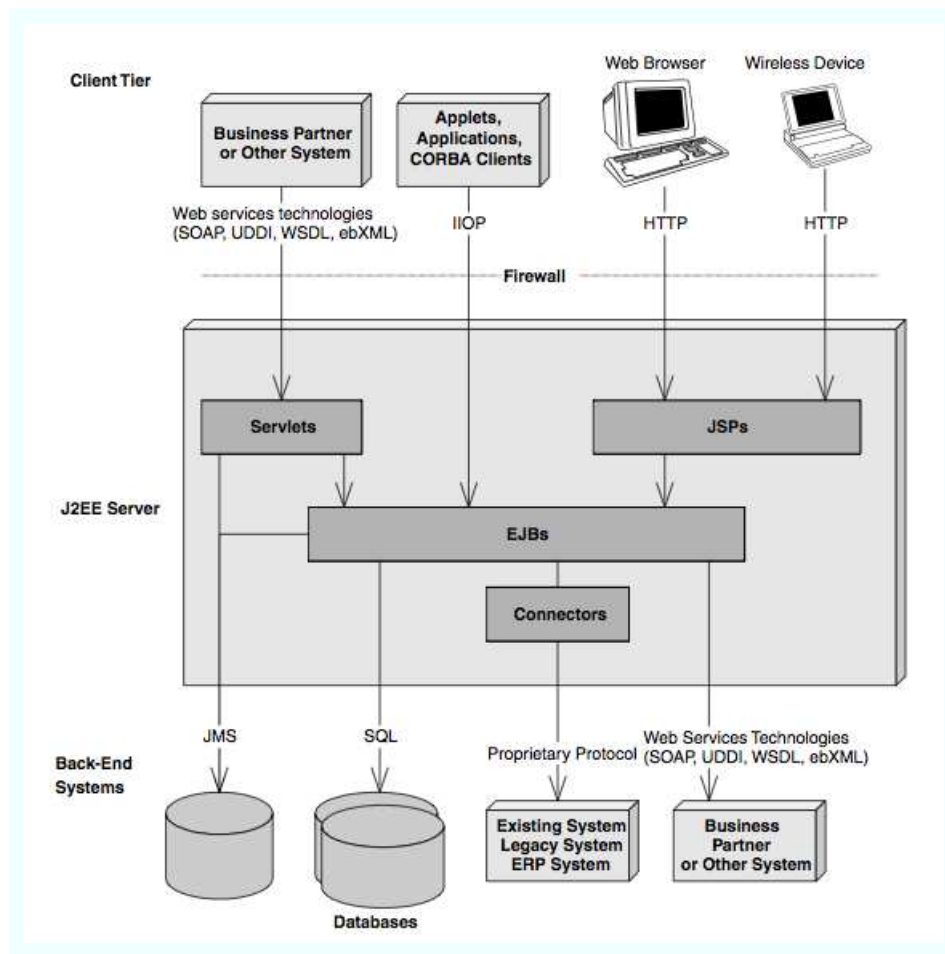 Client Tier
Web Browser
Wireless Device
Business Partner
or Other System
Applets,
Applications,
CORBA Clients
Web services technologies
(SOAP, UDDI, WSDL, ebXML)
IIOP
HTTP
HTTP
Firewall
Servlets
JSPs
J2EE Server
EJBs
Connectors
JMS
SQL
Proprietary Protocol
Web Services Technologies
(SOAP, UDDI, WSDL, ebXML)
Back-End
Systems
Existing System
Legacy System
ERP System
Business
Partner
or Other System
Databases